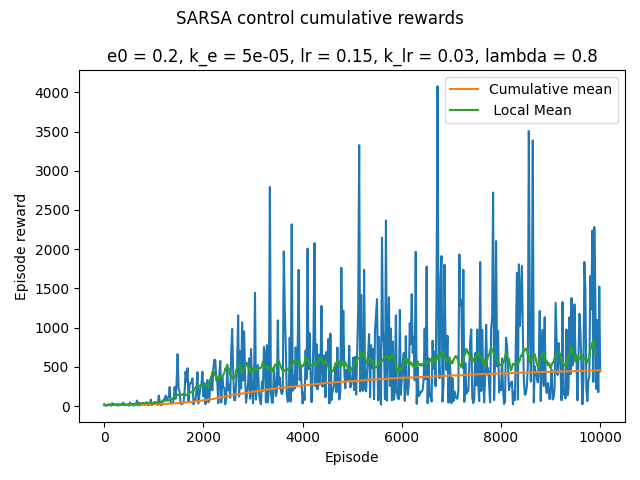 SARSA control cumulative rewards
e0 = 0.2, k_e = 5e-05, lr = 0.15, k_lr = 0.03, lambda = 0.8
Cumulative mean
Local Mean
Episode reward
4000
3500
3000
2500
2000
1500
1000
500
0
0 2000 4000 6000 8000 10000
Episode